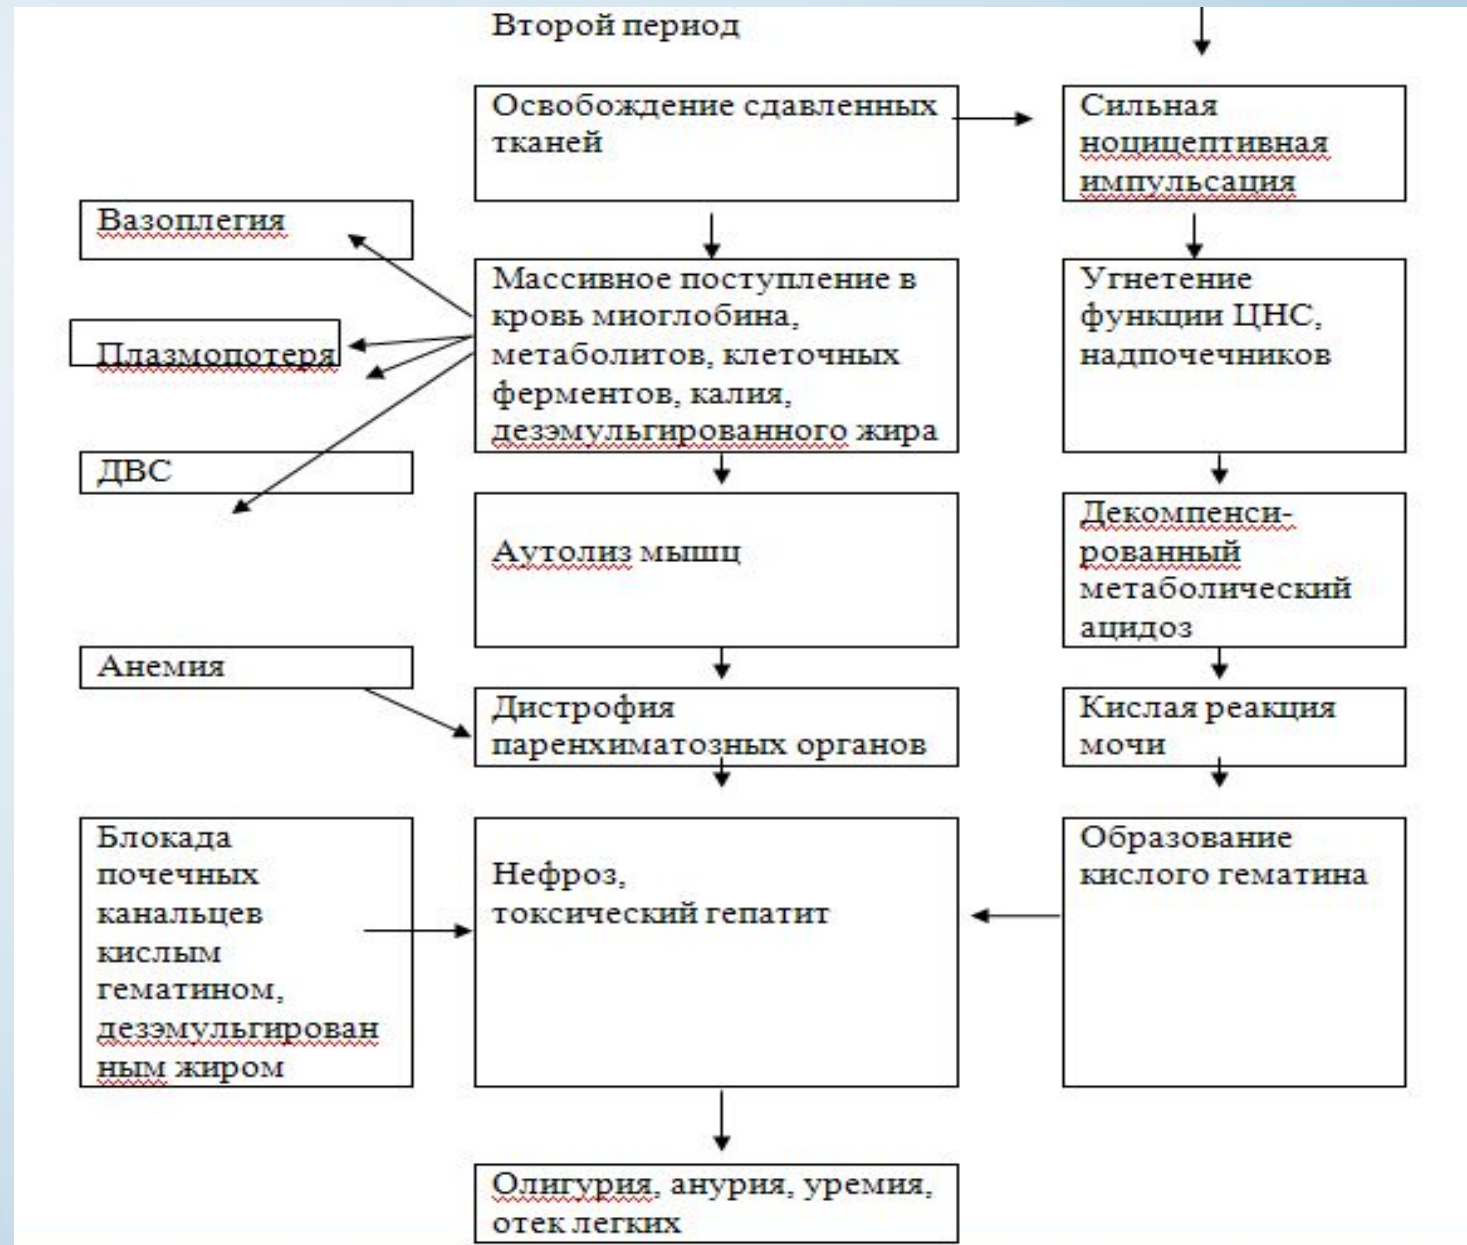 Второй период
Освобождение сдавленных
тканей
Сильная
ноцицептивная
импульсация
Вазоплегия
Плазмопотеря
ДВС
Массивное поступление в
кровь миоглобина,
метаболитов, клеточных
ферментов, калия,
дезэмульгированного жира
Угнетение
функции ЦНС,
надпочечников
Аутолиз мышц
Декомпенси-
рованный
метаболический
ацидоз
Анемия
Дистрофия
паренхиматозных органов
Кислая реакция
мочи
Блокада
почечных
канальцев
кислым
гематином,
дезэмульгирован
ным жиром
Нефроз,
токсический гепатит
Образование
кислого гематина
Олигурия, анурия, уремия,
отек легких